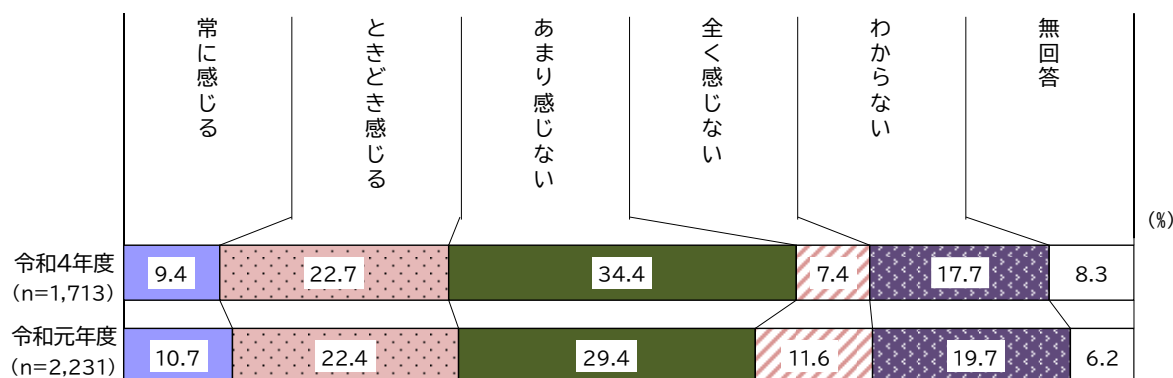 常に感じる
ときどき感じる
あまり感じない
全く感じない
わからない
無回答
(%)
令和4年度
(n=1,713)
9.4
22.7
34.4
7.4
17.7
8.3
令和元年度
(n=2,231)
10.7
22.4
29.4
11.6
19.7
6.2